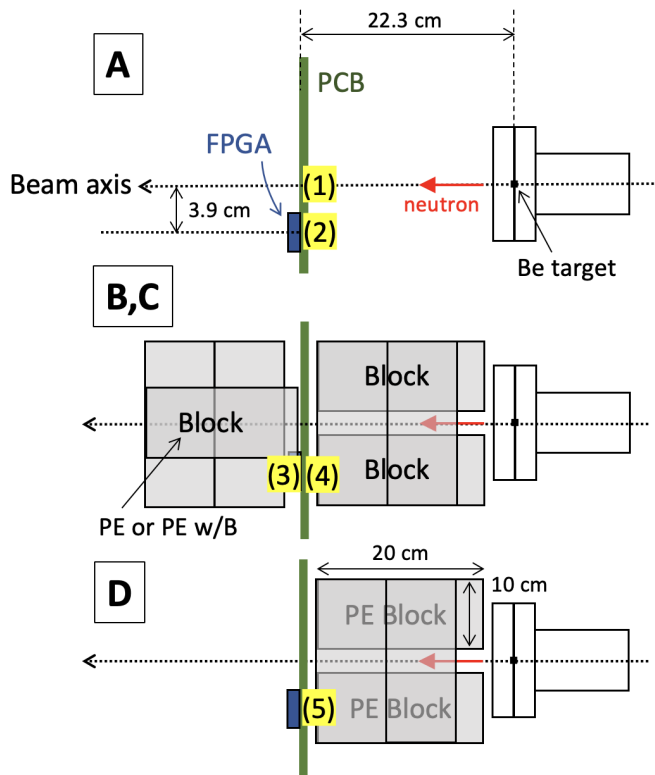 22.3 cm
A
PCB
FPGA
Beam axis
(1)
neutron
3.9 cm
(2)
Be target
B,C
Block
Block
Block
(3)
(4)
PE or PE w/B
D
20 cm
10 cm
PE Block
(5)
PE Block